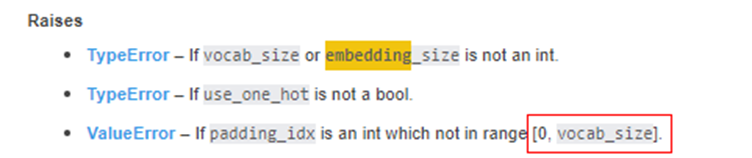 Raises
• TypeError – If vocab_size or embedding_size is not an int.
• TypeError – If use_one_hot is not a bool.
• ValueError – If padding_idx is an int which not in range [0, vocab_size].